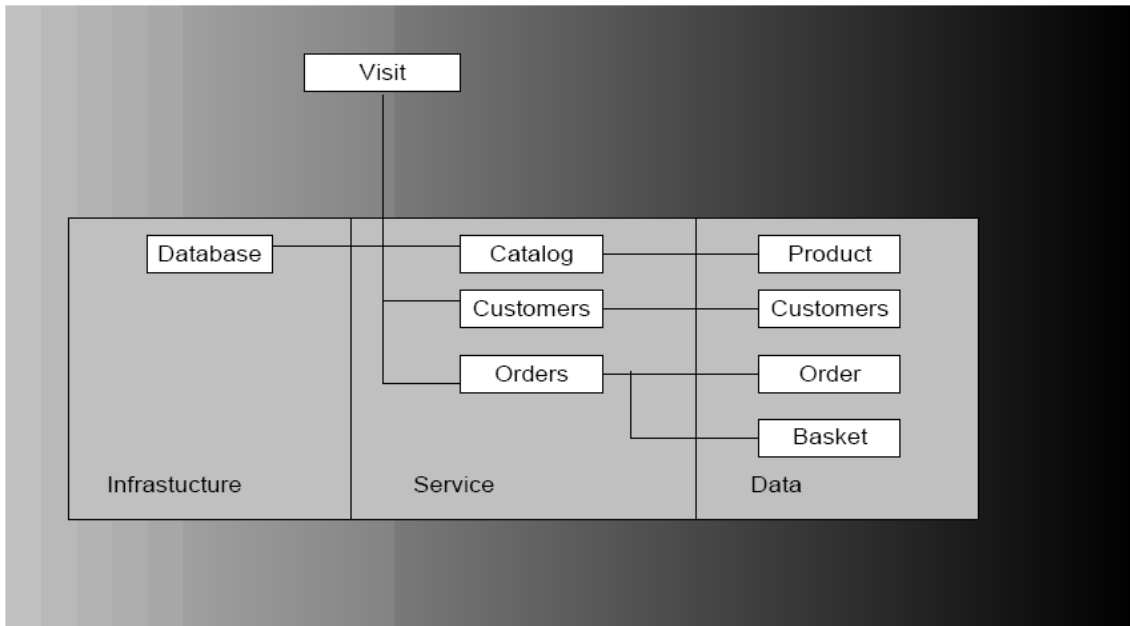 Visit
Database
Catalog
Product
Customers
Customers
Orders
Order
Basket
Infrastucture
Service
Data